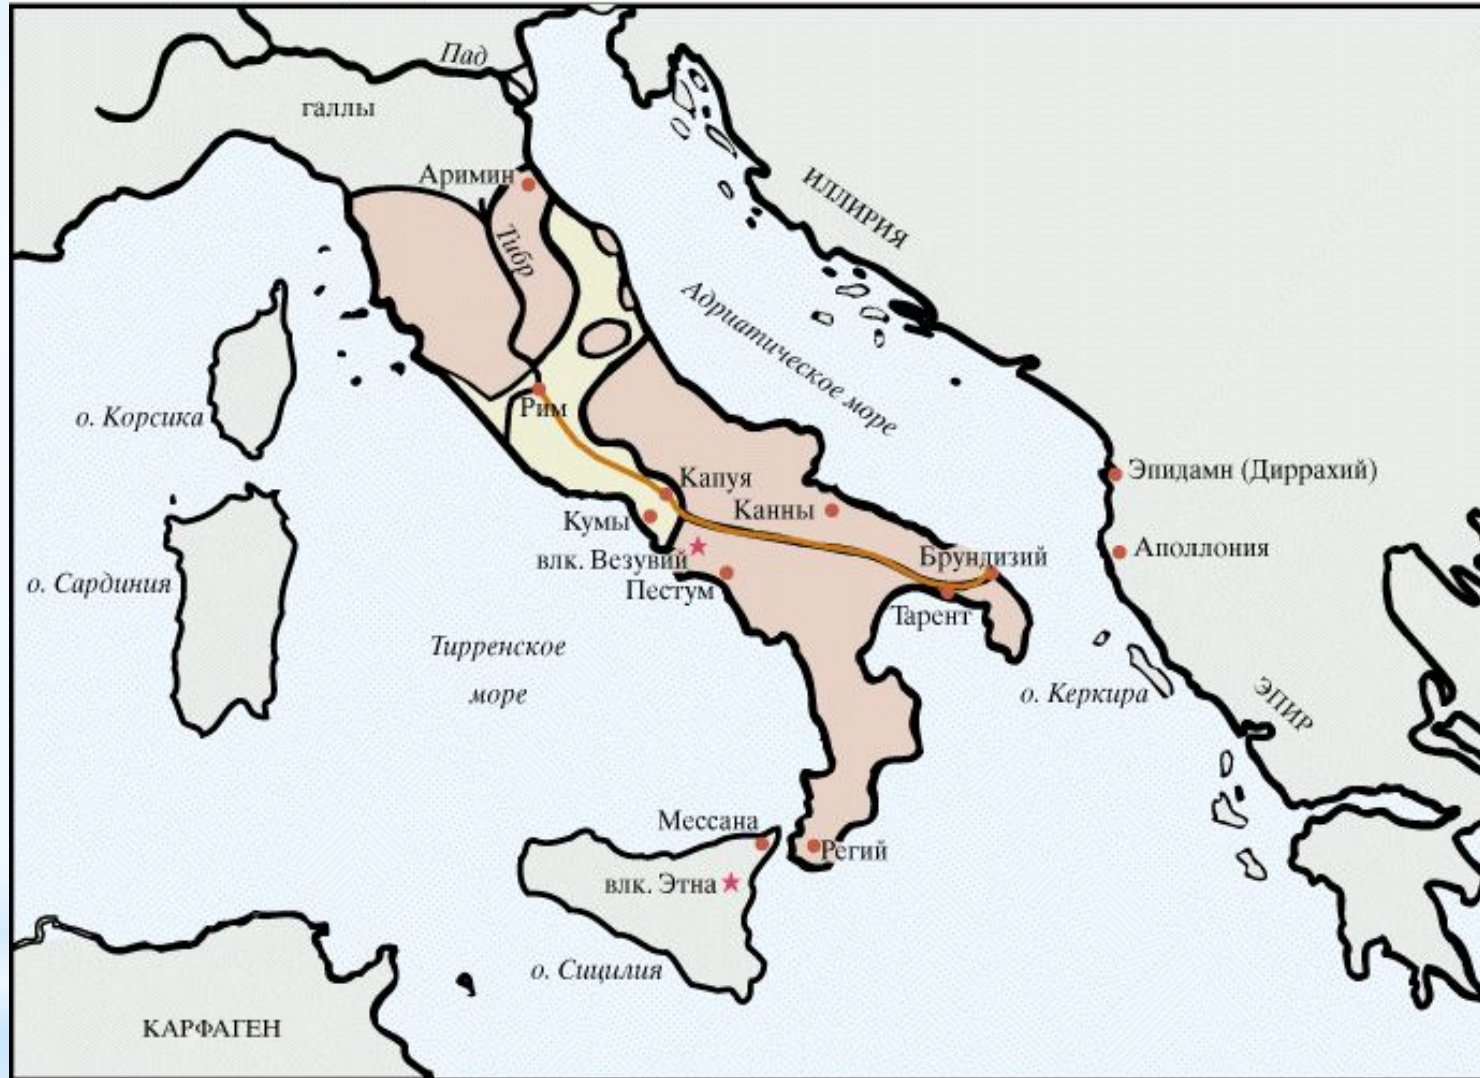 Пад
галлы
Аримин
ИЛЛИРИЯ
Тибр
Адриатическое море
о. Корсика
Рим
Эпидамн (Диррахий)
Капуя
Канны
Кумы
Аполлония
влк. Везувий
Брундизий
о. Сардиния
Пестум
Тарент
Тирренское
море
о. Керкира
ЭПИР
Мессана
Регий
влк. Этна
о. Сицилия
КАРФАГЕН